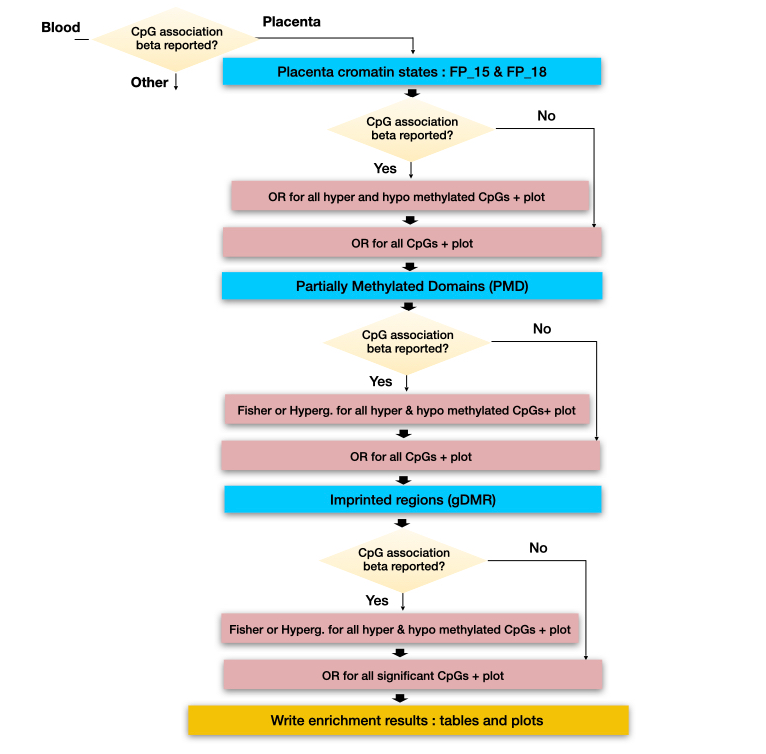 Blood
CpG association
beta reported?
Placenta
Other
Placenta cromatin states : FP_15 & FP_18
CpG association
beta reported?
No
Yes
OR for all hyper and hypo methylated CpGs + plot
OR for all CpGs + plot
Partially Methylated Domains (PMD)
CpG association
beta reported?
No
Yes
Fisher or Hyperg. for all hyper & hypo methylated CpGs+ plot
OR for all CpGs + plot
Imprinted regions (gDMR)
CpG association
beta reported?
No
Yes
Fisher or Hyperg. for all hyper & hypo methylated CpGs + plot
OR for all significant CpGs + plot
Write enrichment results : tables and plots